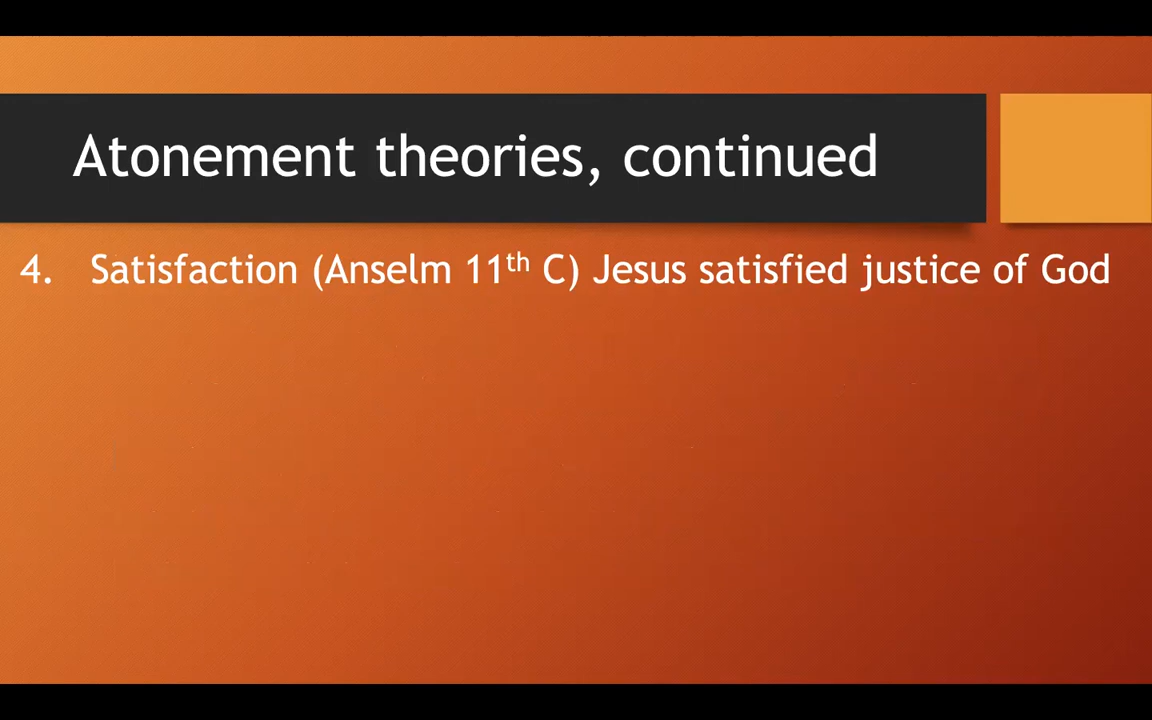 Atonement theories, continued
4. Satisfaction (Anselm 11th C) Jesus satisfied justice of God